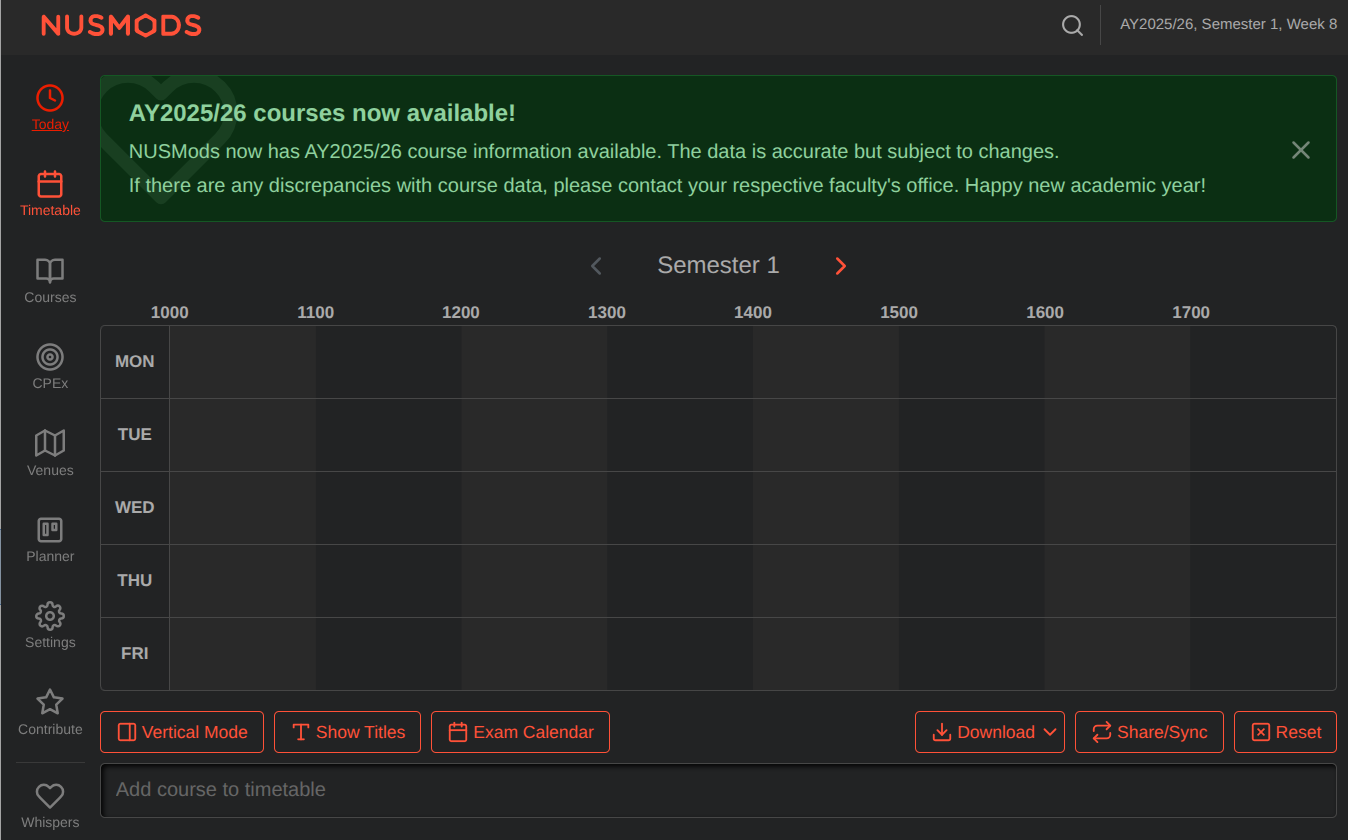 NUSMODS
AY2025/26, Semester 1, Week 8
Today
Timetable
Courses
CPEx
Venues
Planner
Settings
Contribute
Whispers
AY2025/26 courses now available!
NUSMods now has AY2025/26 course information available. The data is accurate but subject to changes.
If there are any discrepancies with course data, please contact your respective faculty's office. Happy new academic year!
Semester 1
1000 1100 1200 1300 1400 1500 1600 1700
MON
TUE
WED
THU
FRI
Vertical Mode Show Titles Exam Calendar Download Share/Sync Reset
Add course to timetable